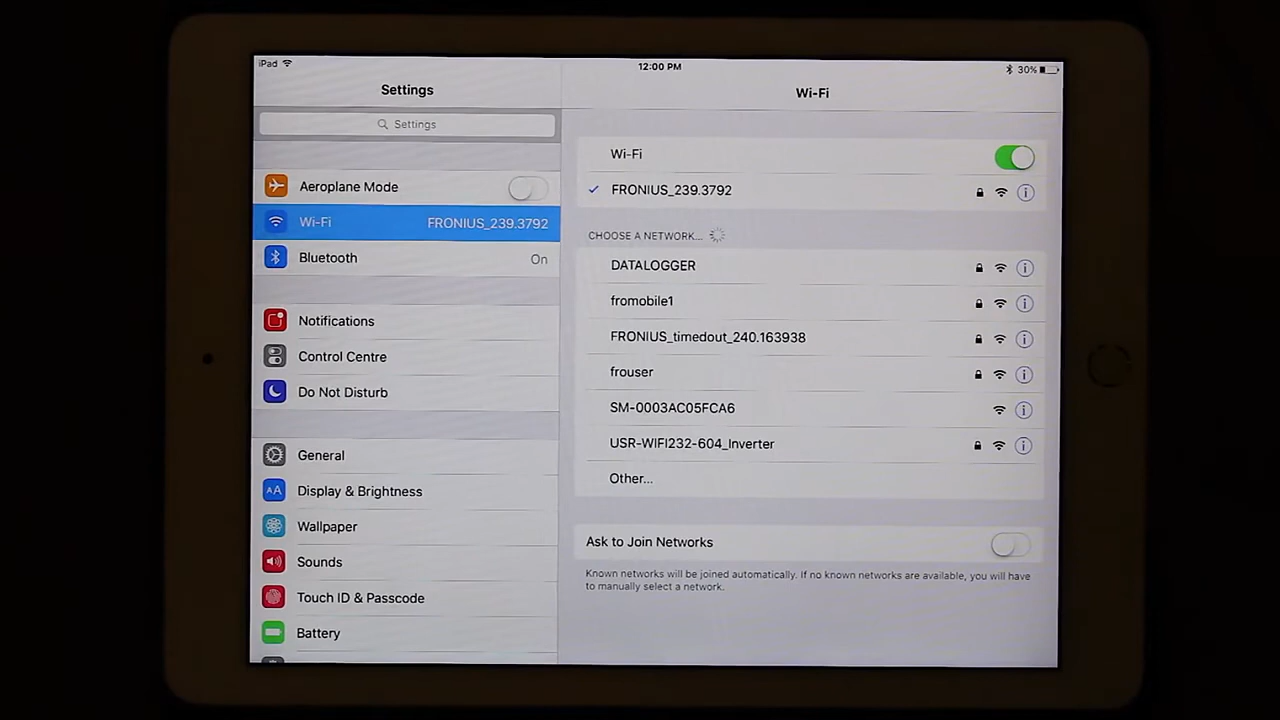 iPad
12:00 PM
30%
Settings
Settings
Aeroplane Mode
Wi-Fi FRONIUS_239.3792
Bluetooth On
Notifications
Control Centre
Do Not Disturb
General
AA Display & Brightness
Wallpaper
Sounds
Touch ID & Passcode
Battery
Wi-Fi
Wi-Fi
FRONIUS_239.3792
CHOOSE A NETWORK...
DATALOGGER
fromobile1
FRONIUS_timedout_240.163938
frouser
SM-0003AC05FCA6
USR-WIFI232-604_Inverter
Other...
Ask to Join Networks
Known networks will be joined automatically. If no known networks are available, you will have
to manually select a network.